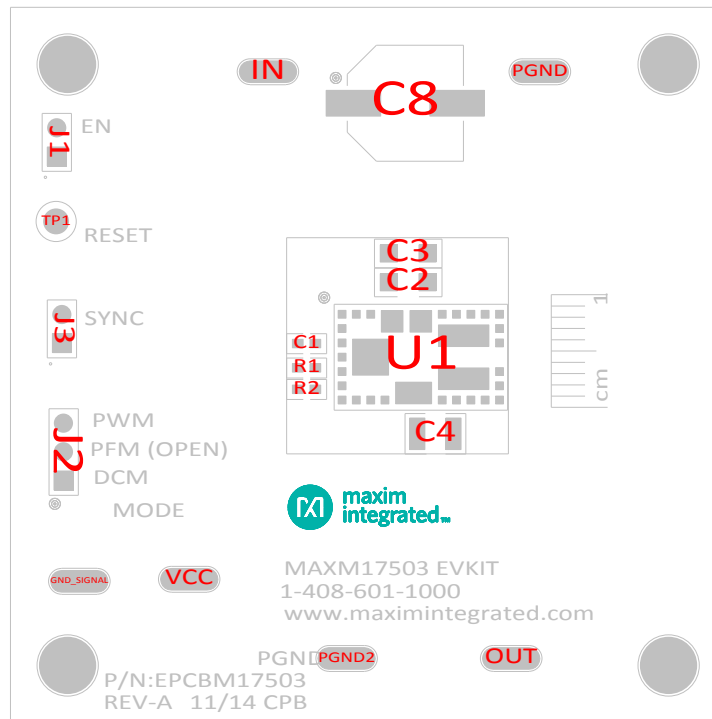 IN
C8
PGND
J1
EN
TP1
RESET
C3
C2
J3
SYNC
C1
R1
R2
U1
1
cm
C4
J2
PWM
PFM (OPEN)
DCM
MODE
maxim
integrated™
GND_SIGNAL
VCC
MAXM17503 EVKIT
1-408-601-1000
www.maximintegrated.com
PGND
PGND2
OUT
P/N:EPCBM17503
REV-A 11/14 CPB